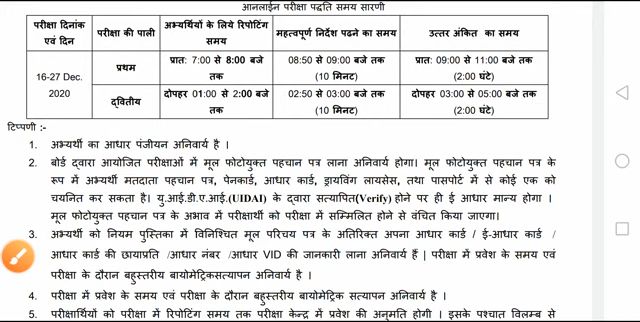 आनलाईन परीक्षा पद्धति समय सारणी
परीक्षा दिनांक एवं दिन | परीक्षा की पाली | अभ्यर्थियों के लिये रिपोर्टिंग समय | महत्वपूर्ण निर्देश पढने का समय | उत्तर अंकित का समय
16-27 Dec. 2020 | प्रथम | प्रात: 7:00 से 8:00 बजे तक | 08:50 से 09:00 बजे तक (10 मिनट) | प्रात: 09:00 से 11:00 बजे तक (2:00 घंटे)
द्वितीय | दोपहर 01:00 से 2:00 बजे तक | 02:50 से 03:00 बजे तक (10 मिनट) | दोपहर 03:00 से 05:00 बजे तक (2:00 घंटे)
टिप्पणी :-
1. अभ्यर्थी का आधार पंजीयन अनिवार्य है ।
2. बोर्ड द्वारा आयोजित परीक्षाओं में मूल फोटोयुक्त पहचान पत्र लाना अनिवार्य होगा। मूल फोटोयुक्त पहचान पत्र के
रूप में अभ्यर्थी मतदाता पहचान पत्र, पेनकार्ड, आधार कार्ड, ड्रायविंग लायसेंस, तथा पासपोर्ट में से कोई एक को
चयनित कर सकता है। यु.आई.डी.ए.आई.(UIDAI) के द्वारा सत्यापित(Verify) होने पर ही ई आधार मान्य होगा ।
मूल फोटोयुक्त पहचान पत्र के अभाव में परीक्षार्थी को परीक्षा में सम्मिलित होने से वंचित किया जाएगा।
3. अभ्यर्थी को नियम पुस्तिका में विनिश्चित मूल परिचय पत्र के अतिरिक्त अपना आधार कार्ड / ई-आधार कार्ड /
आधार कार्ड की छायाप्रति /आधार नंबर /आधार VID की जानकारी लाना अनिवार्य हैं | परीक्षा में प्रवेश के समय एवं
परीक्षा के दौरान बहुस्तरीय बायोमेट्रिकसत्यापन अनिवार्य है ।
4. परीक्षा में प्रवेश के समय एवं परीक्षा के दौरान बहुस्तरीय बायोमेट्रिक सत्यापन अनिवार्य है ।
5. परीक्षार्थियों को परीक्षा में रिपोर्टिंग समय तक परीक्षा केन्द्र में प्रवेश की अनुमति होगी । इसके पश्चात विलम्ब से